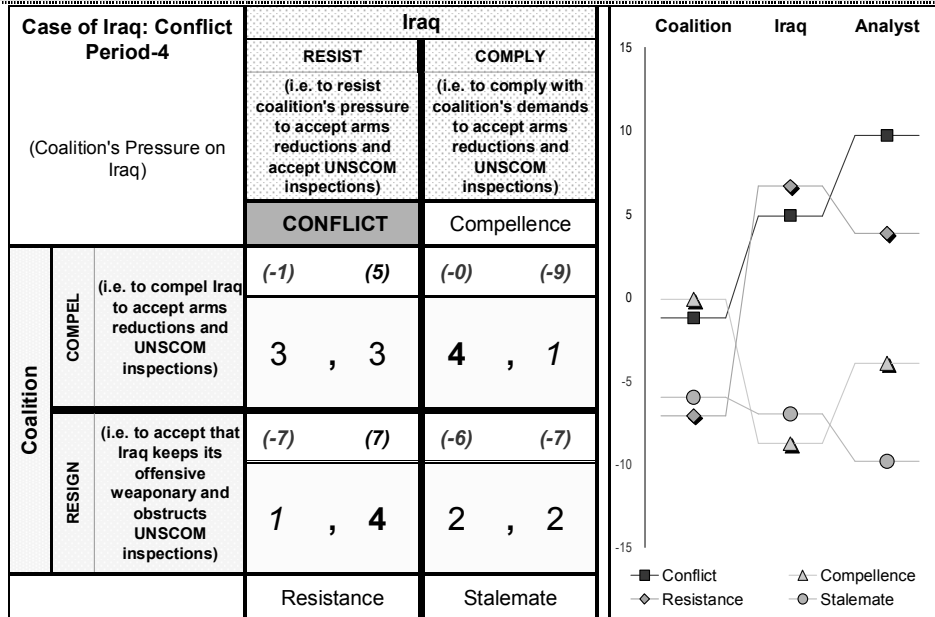 Case of Iraq: Conflict
Period-4
(Coalition's Pressure on
Iraq)
Iraq
RESIST
(i.e. to resist
coalition's pressure
to accept arms
reductions and
accept UNSCOM
inspections)
COMPLY
(i.e. to comply with
coalition's demands
to accept arms
reductions and
UNSCOM
inspections)
CONFLICT
Compellence
Coalition
COMPEL
(i.e. to compel Iraq
to accept arms
reductions and
UNSCOM
inspections)
(-1) (5) (-0) (-9)
3 , 3 4 , 1
RESIGN
(i.e. to accept that
Iraq keeps its
offensive
weaponary and
obstructs
UNSCOM
inspections)
(-7) (7) (-6) (-7)
1 , 4 2 , 2
Resistance Stalemate
Coalition Iraq Analyst
15
10
5
0
-5
-10
-15
Conflict Compellence
Resistance Stalemate